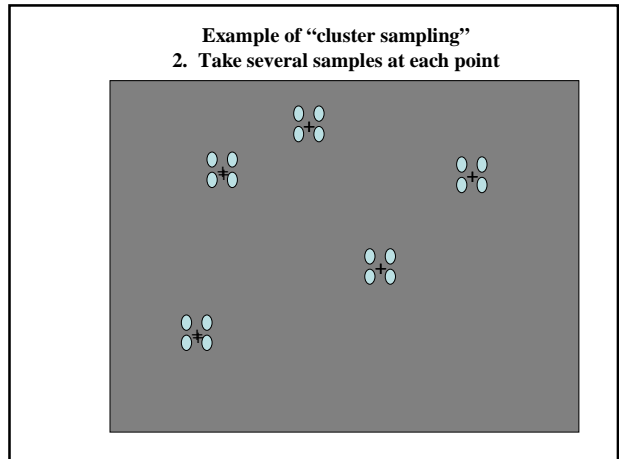 Example of “cluster sampling”
2. Take several samples at each point